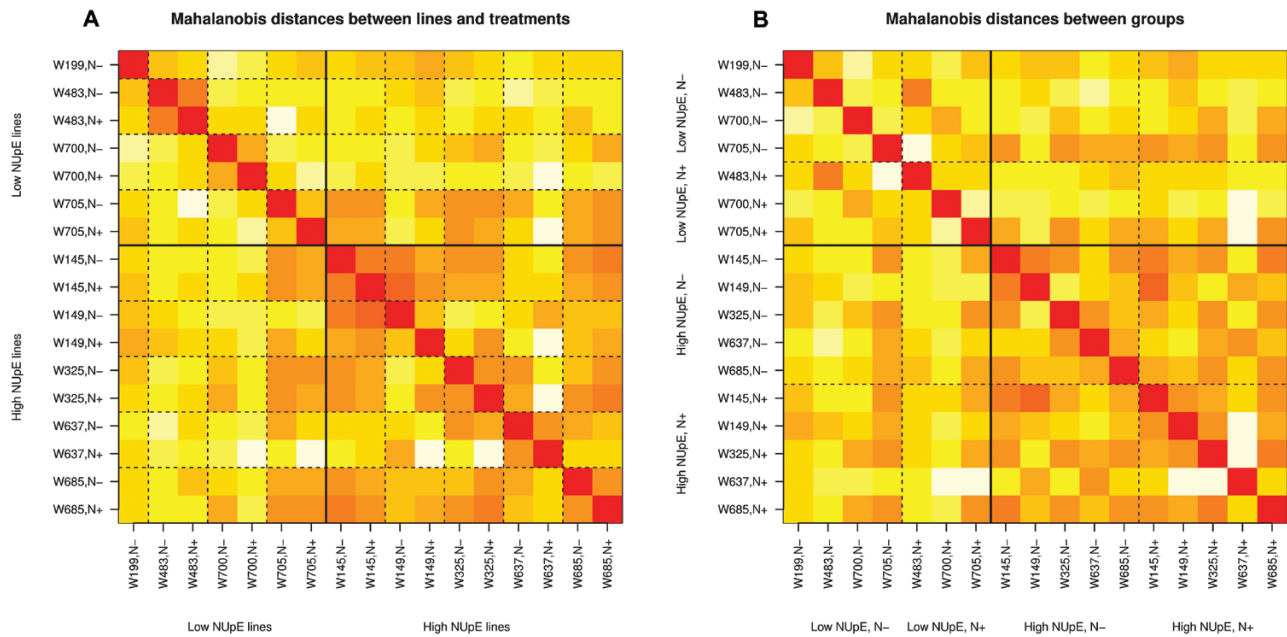 A
Mahalanobis distances between lines and treatments
Low NUpE lines
High NUpE lines
W199,N−
W483,N−
W483,N+
W700,N−
W700,N+
W705,N−
W705,N+
W145,N−
W145,N+
W149,N−
W149,N+
W325,N−
W325,N+
W637,N−
W637,N+
W685,N−
W685,N+
W199,N−
W483,N−
W483,N+
W700,N−
W700,N+
W705,N−
W705,N+
W145,N−
W145,N+
W149,N−
W149,N+
W325,N−
W325,N+
W637,N−
W637,N+
W685,N−
W685,N+
Low NUpE lines
High NUpE lines
B
Mahalanobis distances between groups
Low NUpE, N−
Low NUpE, N+
High NUpE, N−
High NUpE, N+
W199,N−
W483,N−
W700,N−
W705,N−
W483,N+
W700,N+
W705,N+
W145,N−
W149,N−
W325,N−
W637,N−
W685,N−
W145,N+
W149,N+
W325,N+
W637,N+
W685,N+
W199,N−
W483,N−
W700,N−
W705,N−
W483,N+
W700,N+
W705,N+
W145,N−
W149,N−
W325,N−
W637,N−
W685,N−
W145,N+
W149,N+
W325,N+
W637,N+
W685,N+
Low NUpE, N−
Low NUpE, N+
High NUpE, N−
High NUpE, N+